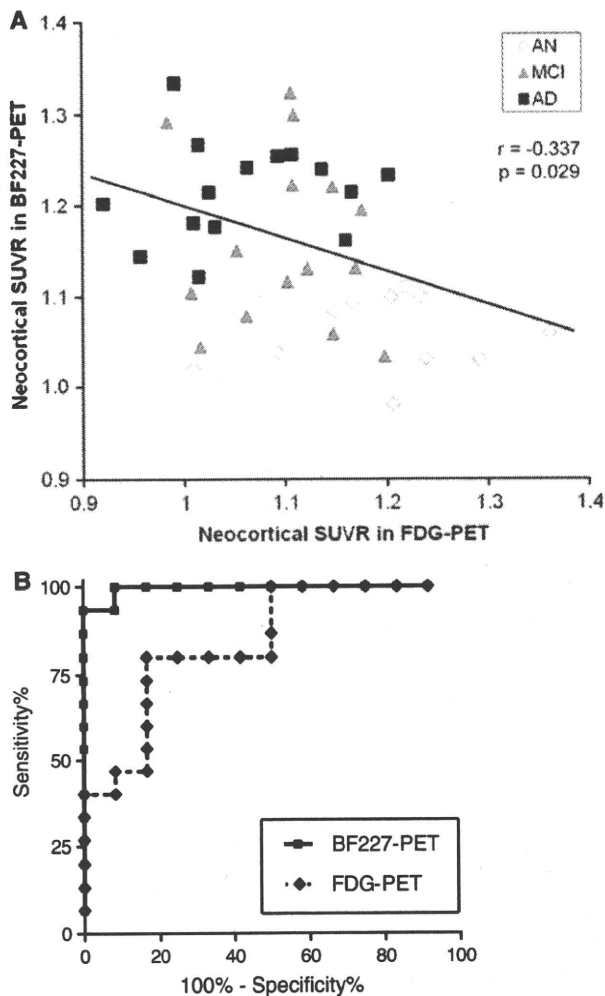 A
AN
MCI
AD
r = -0.337
p = 0.029
Neocortical SUVR in BF227-PET
1.4
1.3
1.2
1.1
1.0
0.9
0.9
1
1.1
1.2
1.3
1.4
Neocortical SUVR in FDG-PET
B
Sensitivity%
100
75
50
25
0
BF227-PET
FDG-PET
0
20
40
60
80
100
100% - Specificity%